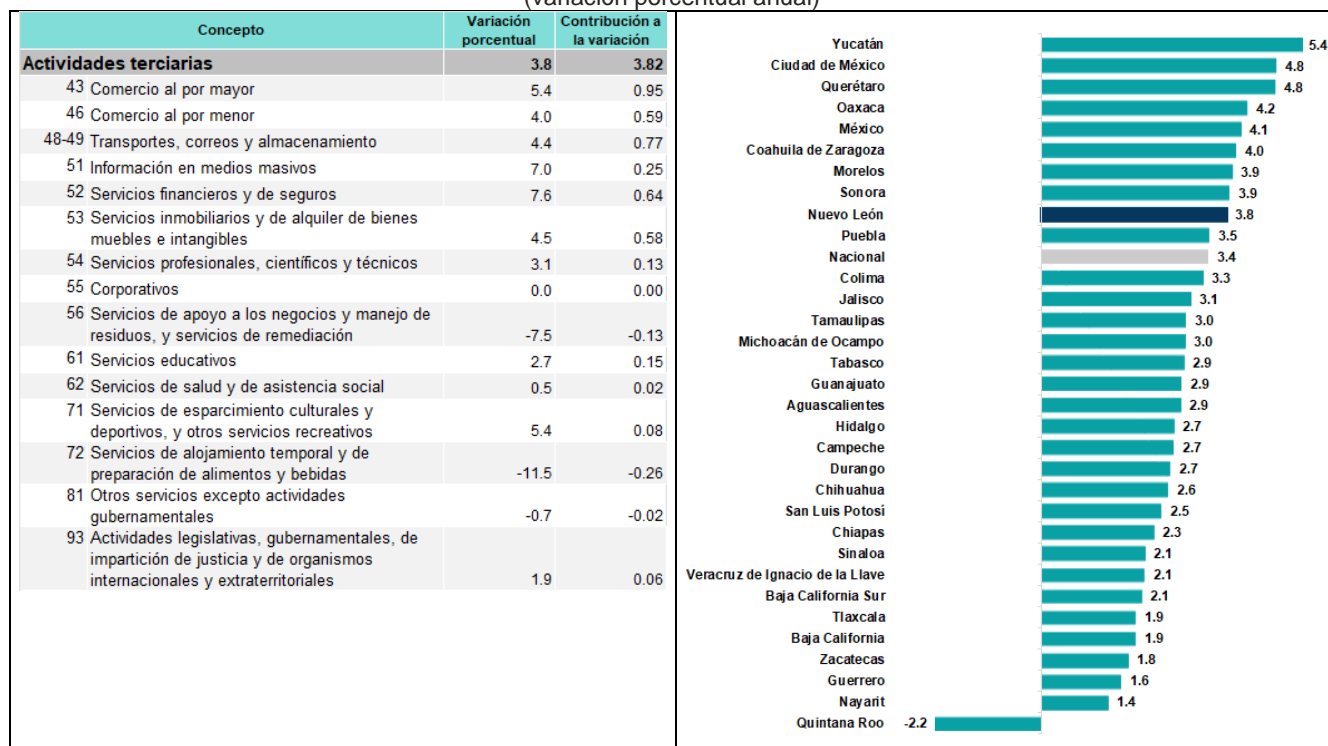 (variación porcentual anual)
Concepto Variación porcentual Contribución a la variación
Actividades terciarias 3.8 3.82
43 Comercio al por mayor 5.4 0.95
46 Comercio al por menor 4.0 0.59
48-49 Transportes, correos y almacenamiento 4.4 0.77
51 Información en medios masivos 7.0 0.25
52 Servicios financieros y de seguros 7.6 0.64
53 Servicios inmobiliarios y de alquiler de bienes
muebles e intangibles 4.5 0.58
54 Servicios profesionales, científicos y técnicos 3.1 0.13
55 Corporativos 0.0 0.00
56 Servicios de apoyo a los negocios y manejo de
residuos, y servicios de remediación -7.5 -0.13
61 Servicios educativos 2.7 0.15
62 Servicios de salud y de asistencia social 0.5 0.02
71 Servicios de esparcimiento culturales y
deportivos, y otros servicios recreativos 5.4 0.08
72 Servicios de alojamiento temporal y de
preparación de alimentos y bebidas -11.5 -0.26
81 Otros servicios excepto actividades
gubernamentales -0.7 -0.02
93 Actividades legislativas, gubernamentales, de
impartición de justicia y de organismos
internacionales y extraterritoriales 1.9 0.06
Yucatán 5.4
Ciudad de México 4.8
Querétaro 4.8
Oaxaca 4.2
México 4.1
Coahuila de Zaragoza 4.0
Morelos 3.9
Sonora 3.9
Nuevo León 3.8
Puebla 3.5
Nacional 3.4
Colima 3.3
Jalisco 3.1
Tamaulipas 3.0
Michoacán de Ocampo 3.0
Tabasco 2.9
Guanajuato 2.9
Aguascalientes 2.9
Hidalgo 2.7
Campeche 2.7
Durango 2.7
Chihuahua 2.6
San Luis Potosí 2.5
Chiapas 2.3
Sinaloa 2.1
Veracruz de Ignacio de la Llave 2.1
Baja California Sur 2.1
Tlaxcala 1.9
Baja California 1.9
Zacatecas 1.8
Guerrero 1.6
Nayarit 1.4
Quintana Roo -2.2